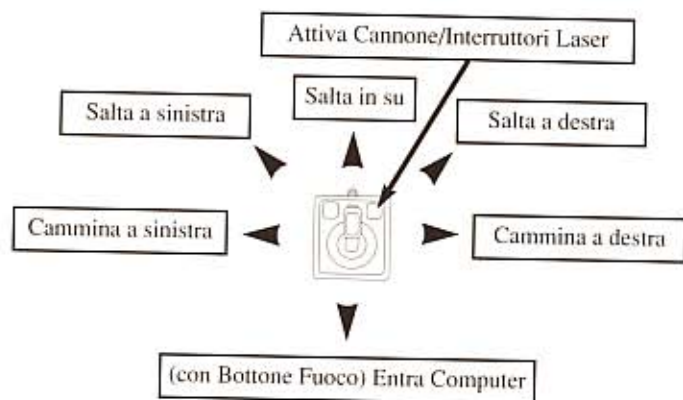 Attiva Cannone/Interruttori Laser
Salta in su
Salta a sinistra
Salta a destra
Cammina a sinistra
Cammina a destra
(con Bottone Fuoco) Entra Computer